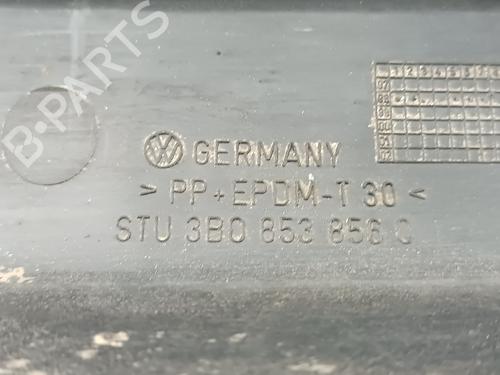 B-PARTS
GERMANY
> PP+EPDM-T 30 <
STU 3B0 853 856 C